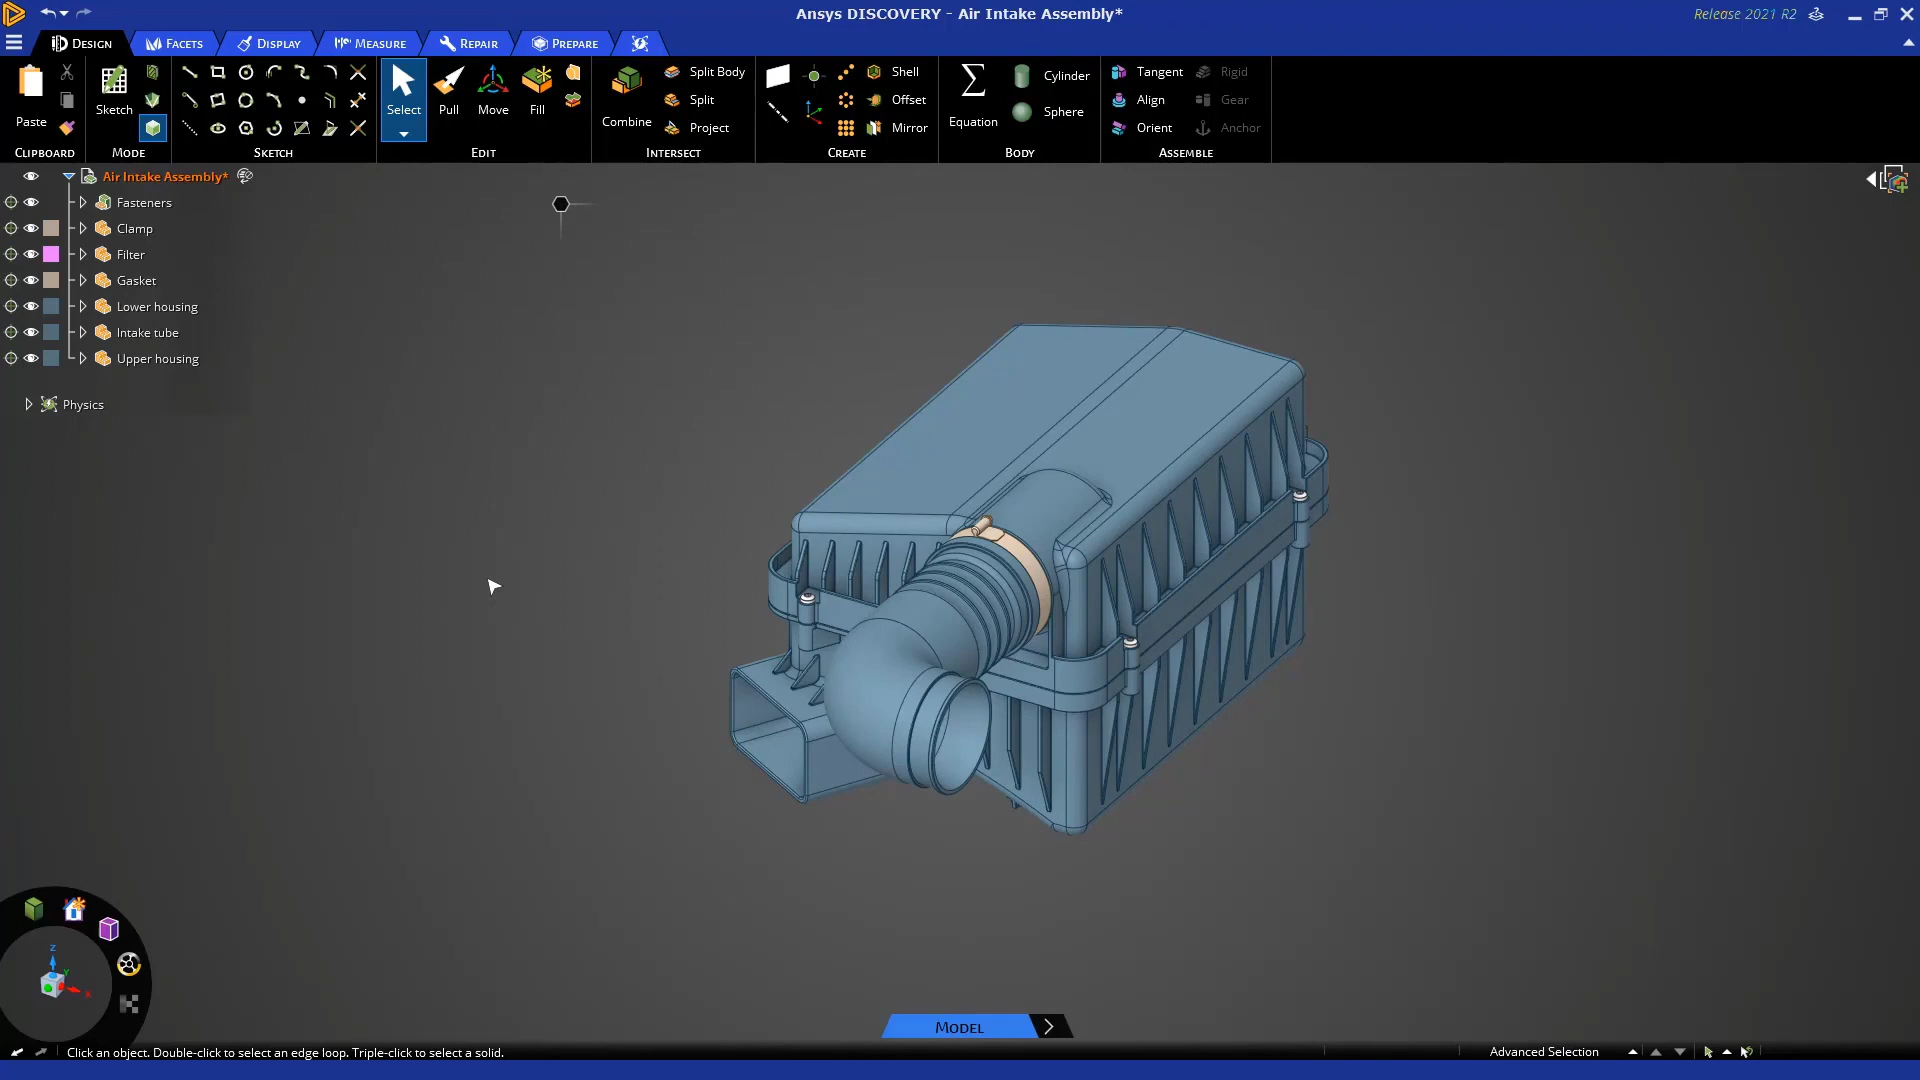 Ansys DISCOVERY - Air Intake Assembly*
Release 2021 R2
DESIGN
FACETS
DISPLAY
MEASURE
REPAIR
PREPARE
Paste
CLIPBOARD
Sketch
MODE
SKETCH
Select
Pull
Move
Fill
EDIT
Combine
Split Body
Split
Project
INTERSECT
Shell
Offset
Mirror
CREATE
Equation
Cylinder
Sphere
BODY
Tangent
Align
Orient
Rigid
Gear
Anchor
ASSEMBLE
Air Intake Assembly*
Fasteners
Clamp
Filter
Gasket
Lower housing
Intake tube
Upper housing
Physics
Z
Y
X
MODEL
Click an object. Double-click to select an edge loop. Triple-click to select a solid.
Advanced Selection